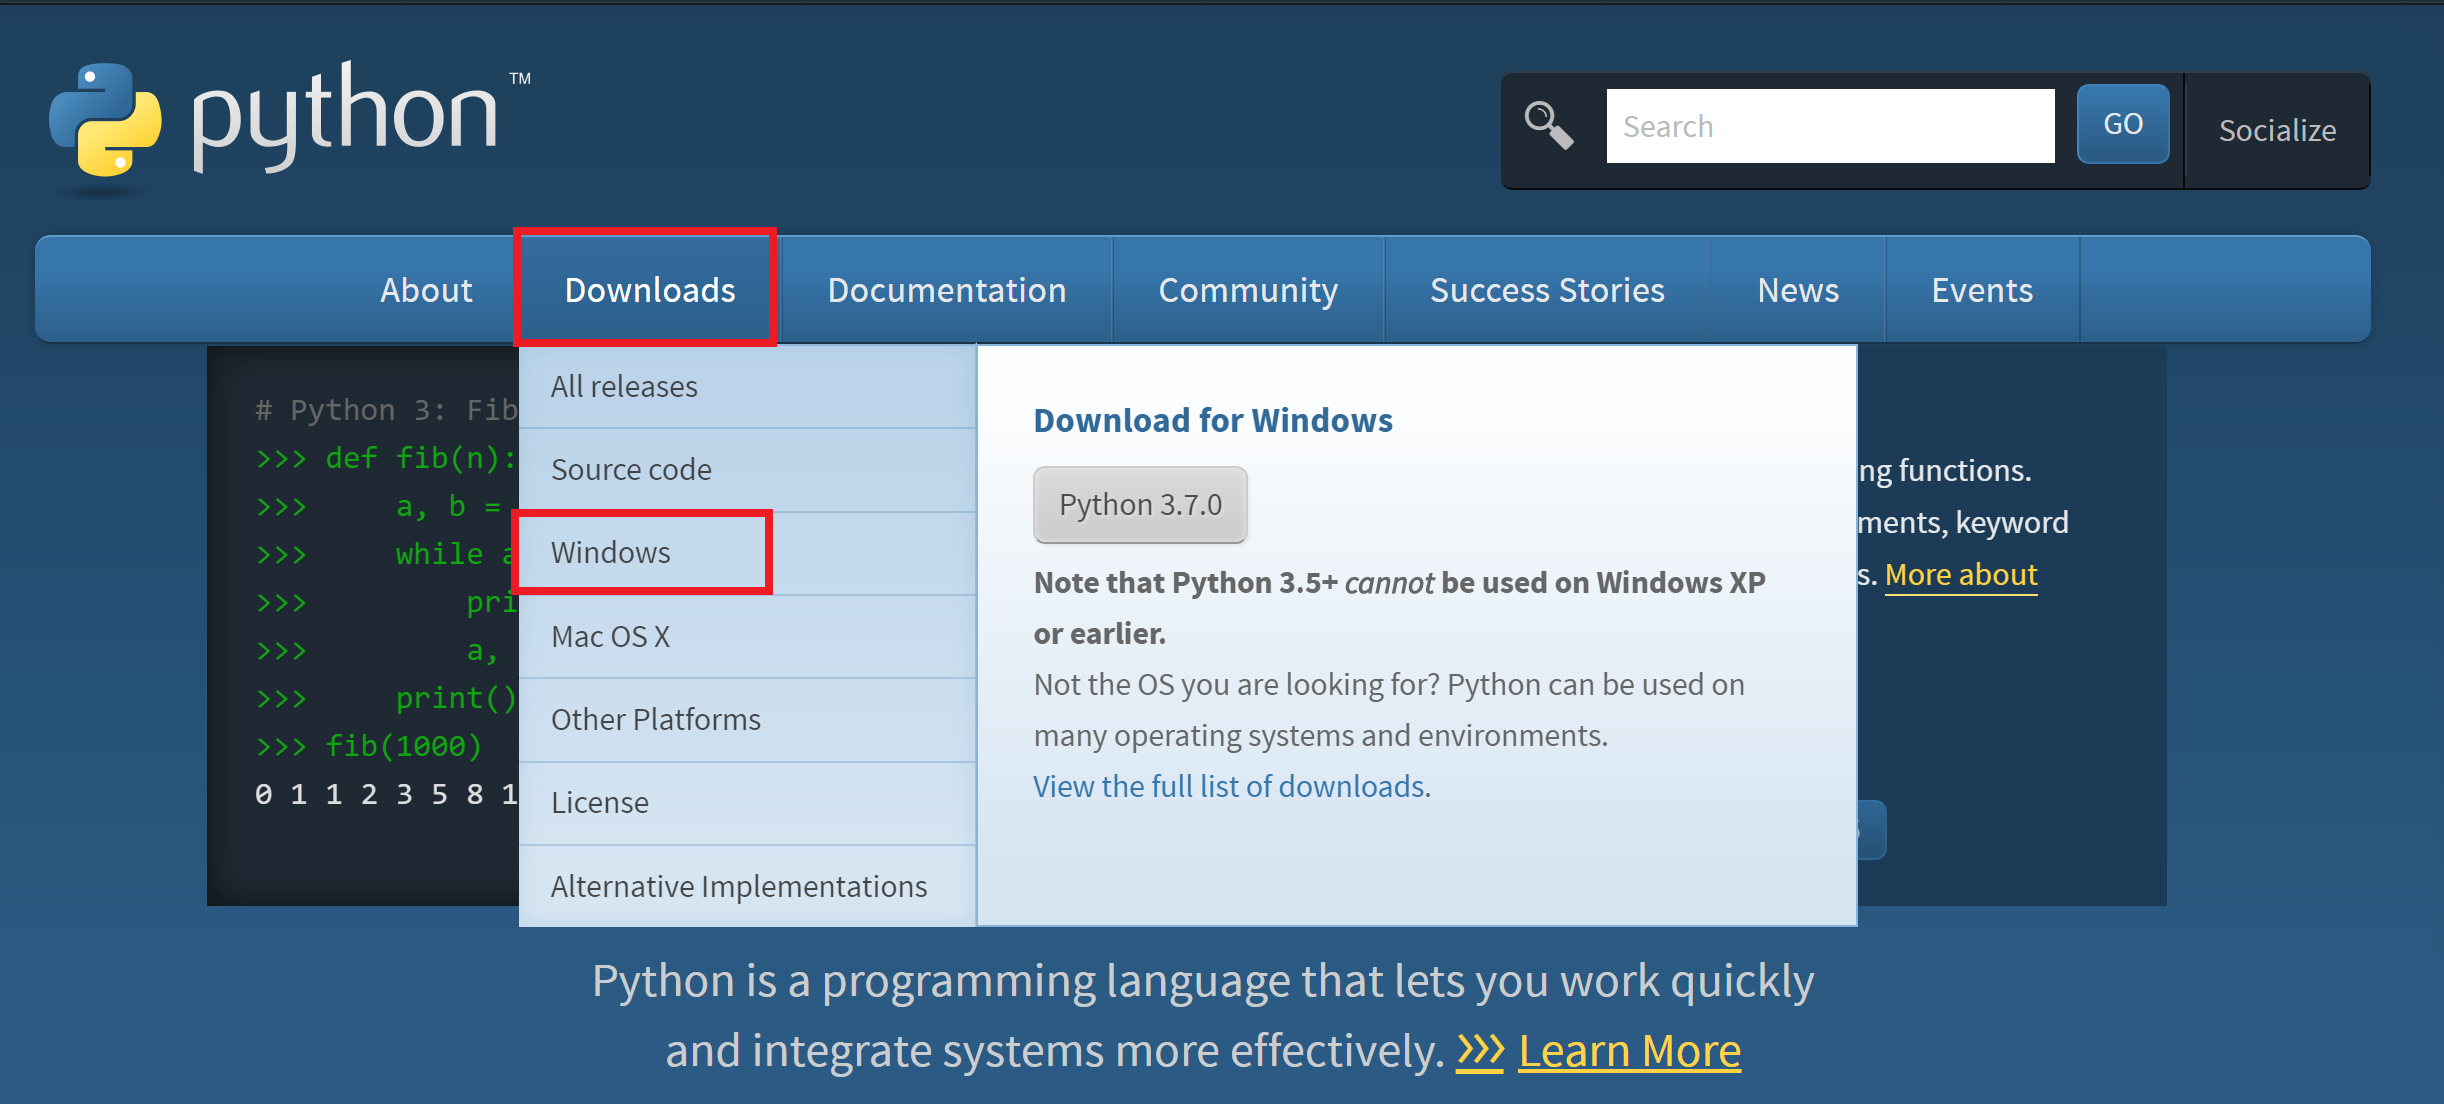 python ™
Search
GO
Socialize
About
Downloads
Documentation
Community
Success Stories
News
Events
# Python 3: Fib
>>> def fib(n):
>>> a, b =
>>> while a
>>> pri
>>> a,
>>> print()
>>> fib(1000)
0 1 1 2 3 5 8 1
All releases
Source code
Windows
Mac OS X
Other Platforms
License
Alternative Implementations
Download for Windows
Python 3.7.0
Note that Python 3.5+ cannot be used on Windows XP
or earlier.
Not the OS you are looking for? Python can be used on
many operating systems and environments.
View the full list of downloads.
ng functions.
ments, keyword
s. More about
Python is a programming language that lets you work quickly
and integrate systems more effectively. >>> Learn More